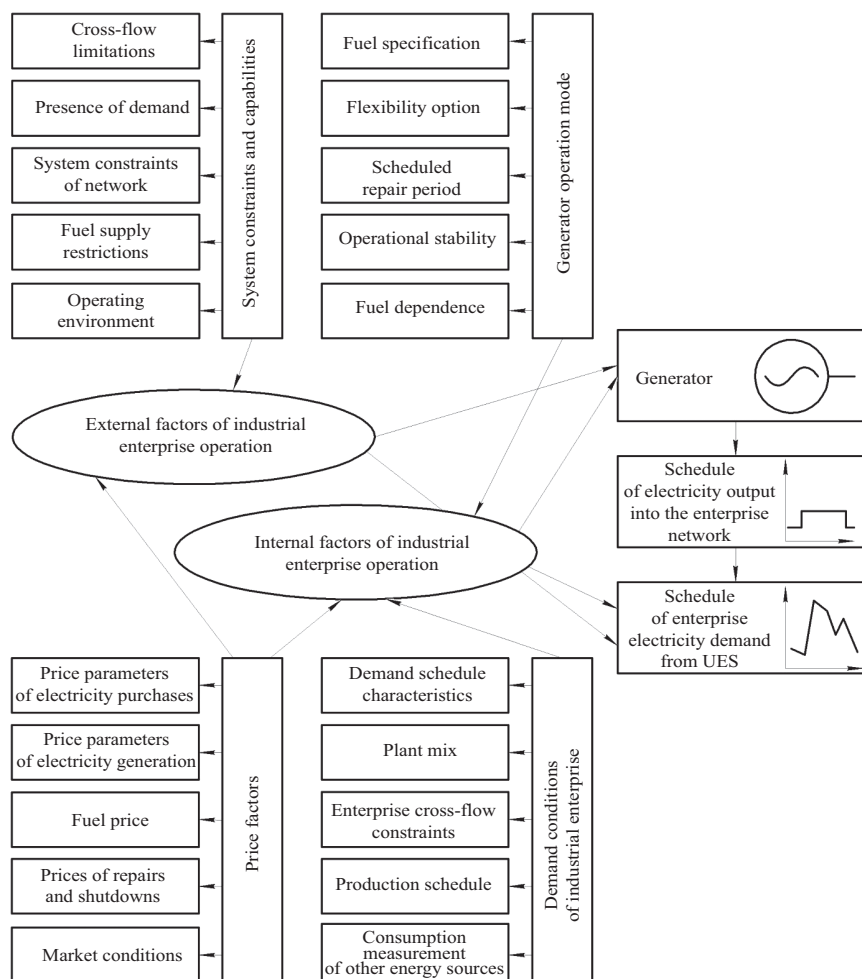 Cross-flow
limitations
Presence of demand
System constraints
of network
Fuel supply
restrictions
Operating
environment
System constraints and capabilities
Fuel specification
Flexibility option
Scheduled
repair period
Operational stability
Fuel dependence
Generator operation mode
External factors of industrial
enterprise operation
Internal factors of industrial
enterprise operation
Generator
Schedule
of electricity output
into the enterprise
network
Schedule
of enterprise
electricity demand
from UES
Price parameters
of electricity purchases
Price parameters
of electricity generation
Fuel price
Prices of repairs
and shutdowns
Market conditions
Price factors
Demand schedule
characteristics
Plant mix
Enterprise cross-flow
constraints
Production schedule
Consumption
measurement
of other energy sources
Demand conditions
of industrial enterprise